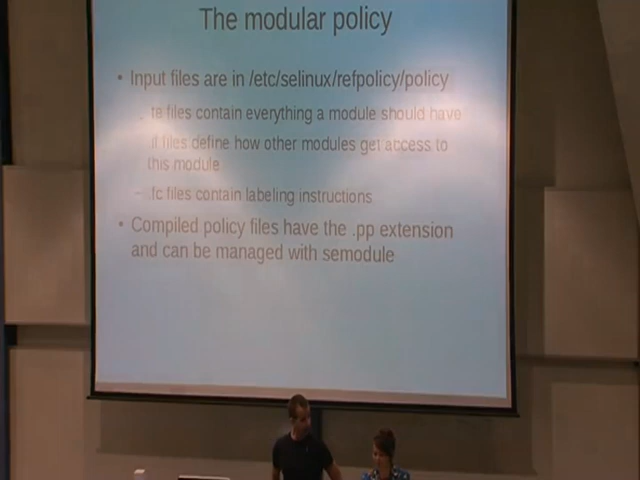 The modular policy
• Input files are in /etc/selinux/refpolicy/policy
– .te files contain everything a module should have
– .if files define how other modules get access to
this module
– .fc files contain labeling instructions
• Compiled policy files have the .pp extension
and can be managed with semodule